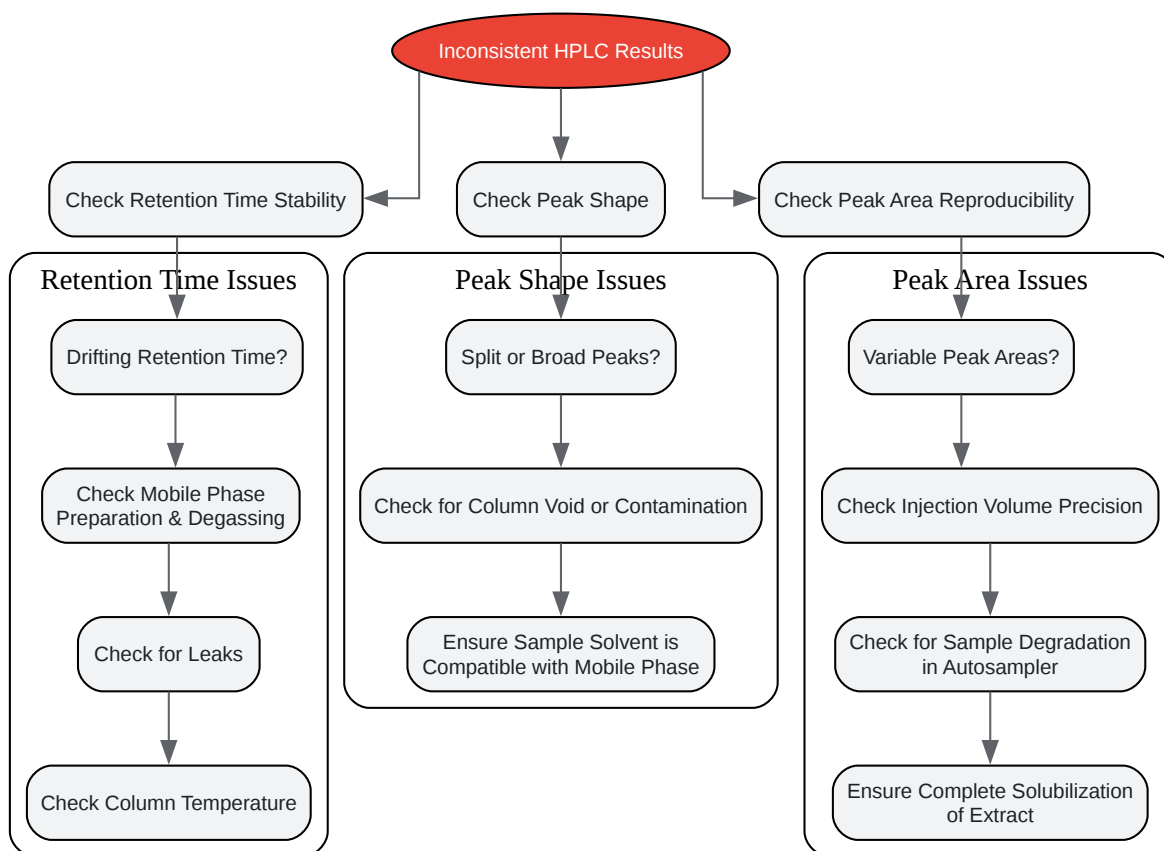 Inconsistent HPLC Results
Check Retention Time Stability
Check Peak Shape
Check Peak Area Reproducibility
Retention Time Issues
Drifting Retention Time?
Check Mobile Phase
Preparation & Degassing
Check for Leaks
Check Column Temperature
Peak Shape Issues
Split or Broad Peaks?
Check for Column Void or Contamination
Ensure Sample Solvent is
Compatible with Mobile Phase
Peak Area Issues
Variable Peak Areas?
Check Injection Volume Precision
Check for Sample Degradation
in Autosampler
Ensure Complete Solubilization
of Extract